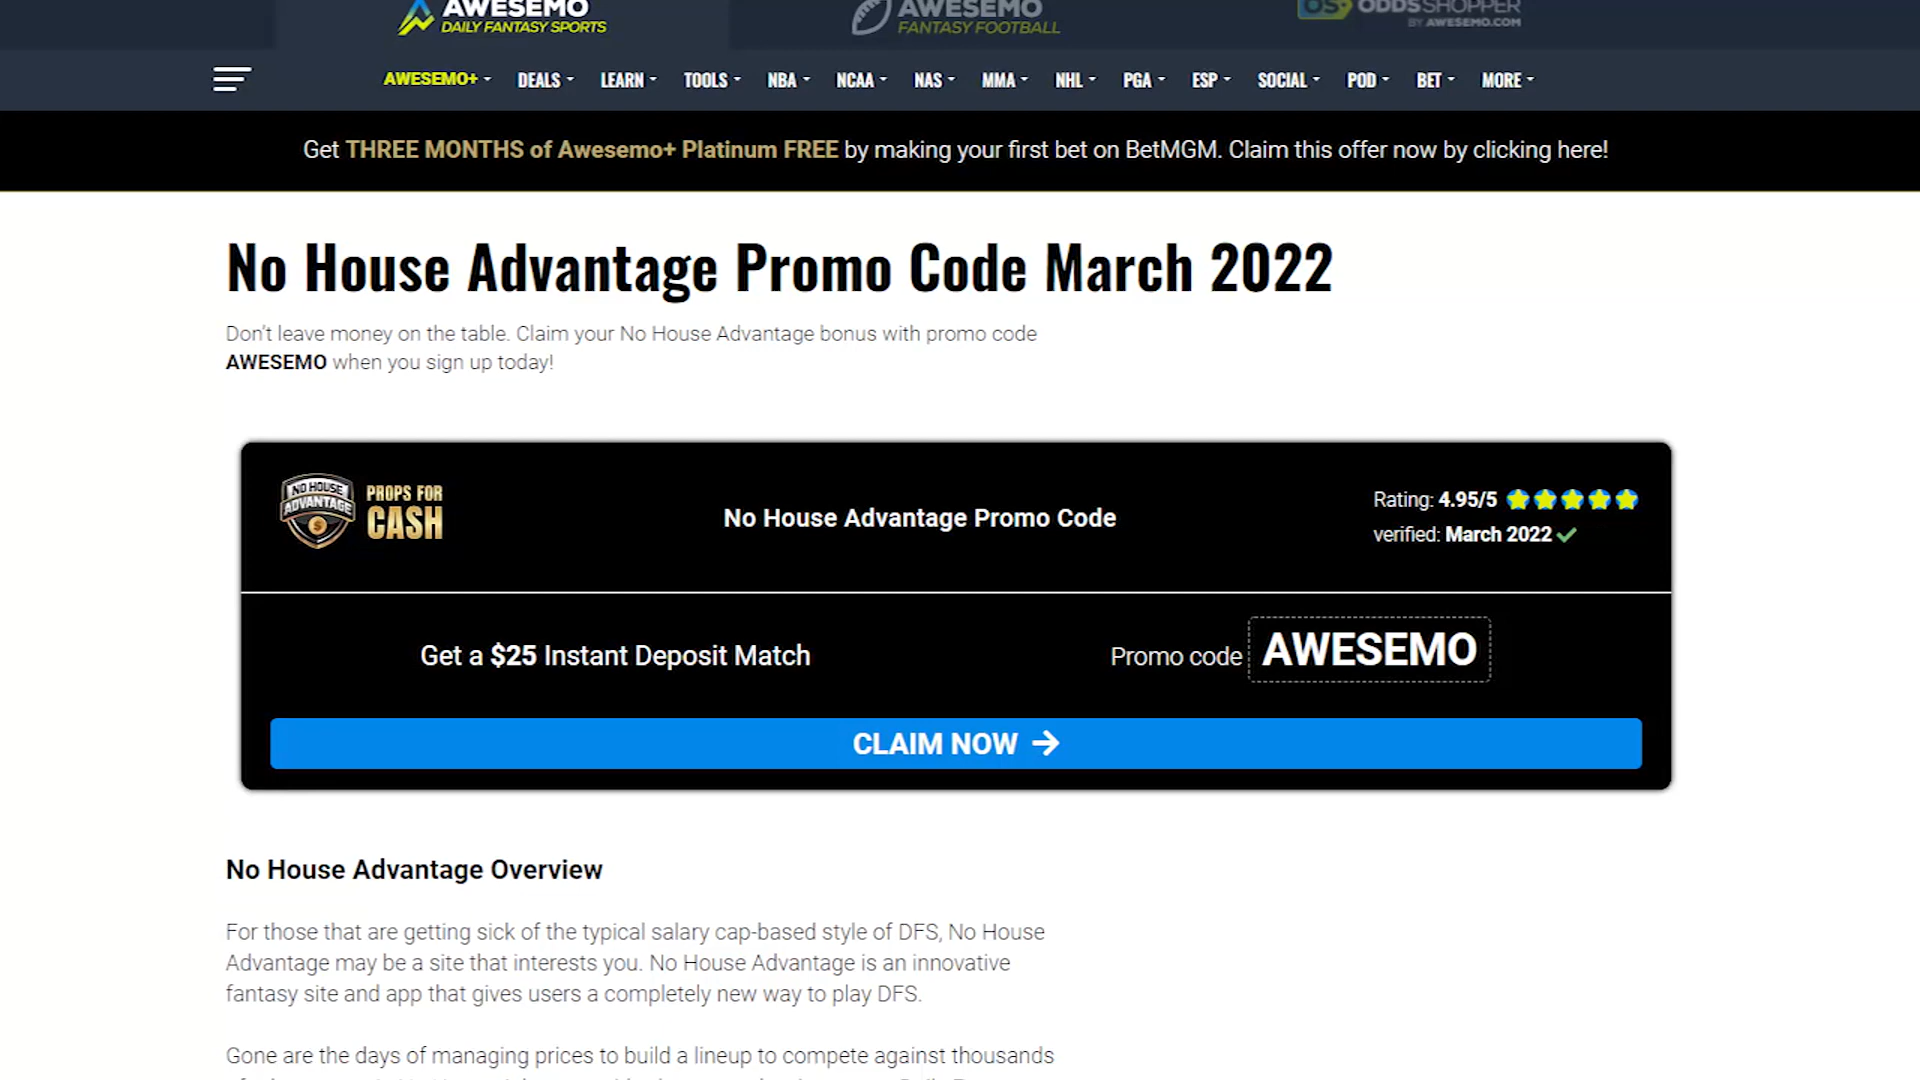 AWESEMO
DAILY FANTASY SPORTS
AWESEMO
FANTASY FOOTBALL
OS
ODDSSHOPPER
BY AWESEMO.COM
AWESEMO+ DEALS LEARN TOOLS NBA NCAA NAS MMA NHL PGA ESP SOCIAL POD BET MORE
Get THREE MONTHS of Awesemo+ Platinum FREE by making your first bet on BetMGM. Claim this offer now by clicking here!
No House Advantage Promo Code March 2022
Don't leave money on the table. Claim your No House Advantage bonus with promo code
AWESEMO when you sign up today!
NO HOUSE
ADVANTAGE
$
PROPS FOR
CASH
No House Advantage Promo Code
Rating: 4.95/5
verified: March 2022
Get a $25 Instant Deposit Match
Promo code AWESEMO
CLAIM NOW
No House Advantage Overview
For those that are getting sick of the typical salary cap-based style of DFS, No House
Advantage may be a site that interests you. No House Advantage is an innovative
fantasy site and app that gives users a completely new way to play DFS.
Gone are the days of managing prices to build a lineup to compete against thousands